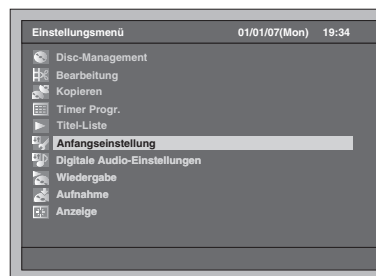 Einstellungsmenü 01/01/07(Mon) 19:34
Disc-Management
Bearbeitung
Kopieren
Timer Progr.
Titel-Liste
Anfangseinstellung
Digitale Audio-Einstellungen
Wiedergabe
Aufnahme
Anzeige